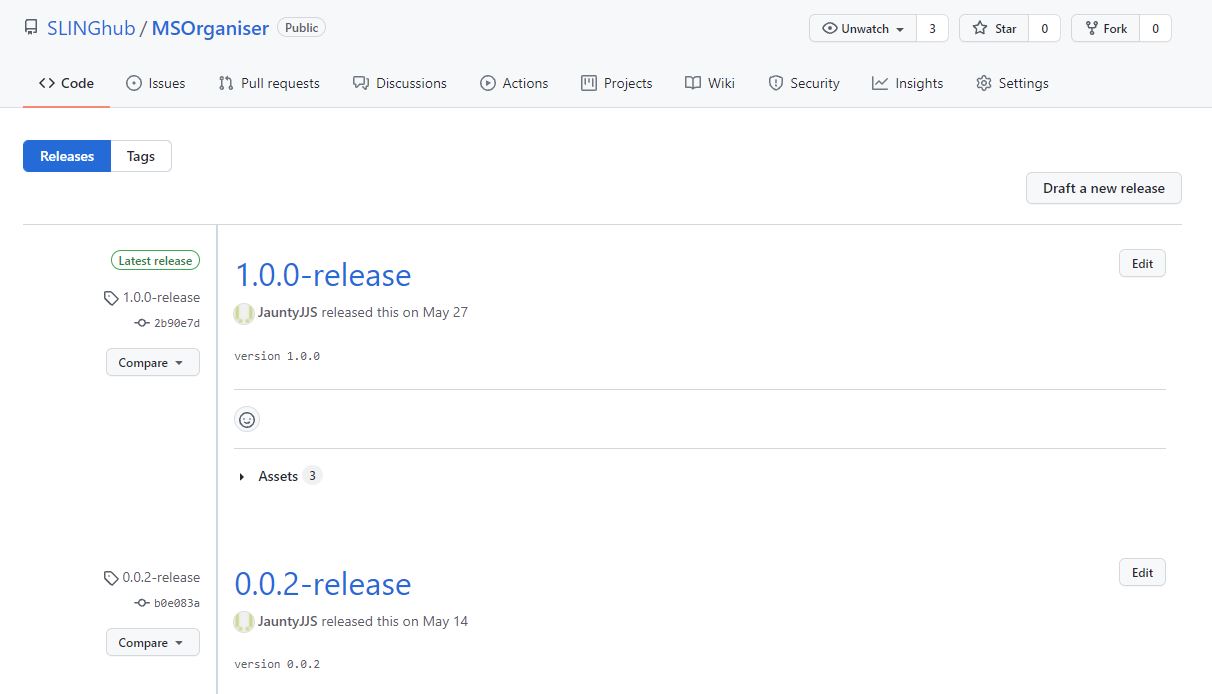 SLINGhub / MSOrganiser Public
Unwatch 3 Star 0 Fork 0
Code Issues Pull requests Discussions Actions Projects Wiki Security Insights Settings
Releases Tags
Draft a new release
Latest release
1.0.0-release
2b90e7d
Compare
1.0.0-release
Edit
JauntyJJS released this on May 27
version 1.0.0
Assets 3
0.0.2-release
b0e083a
Compare
0.0.2-release
Edit
JauntyJJS released this on May 14
version 0.0.2